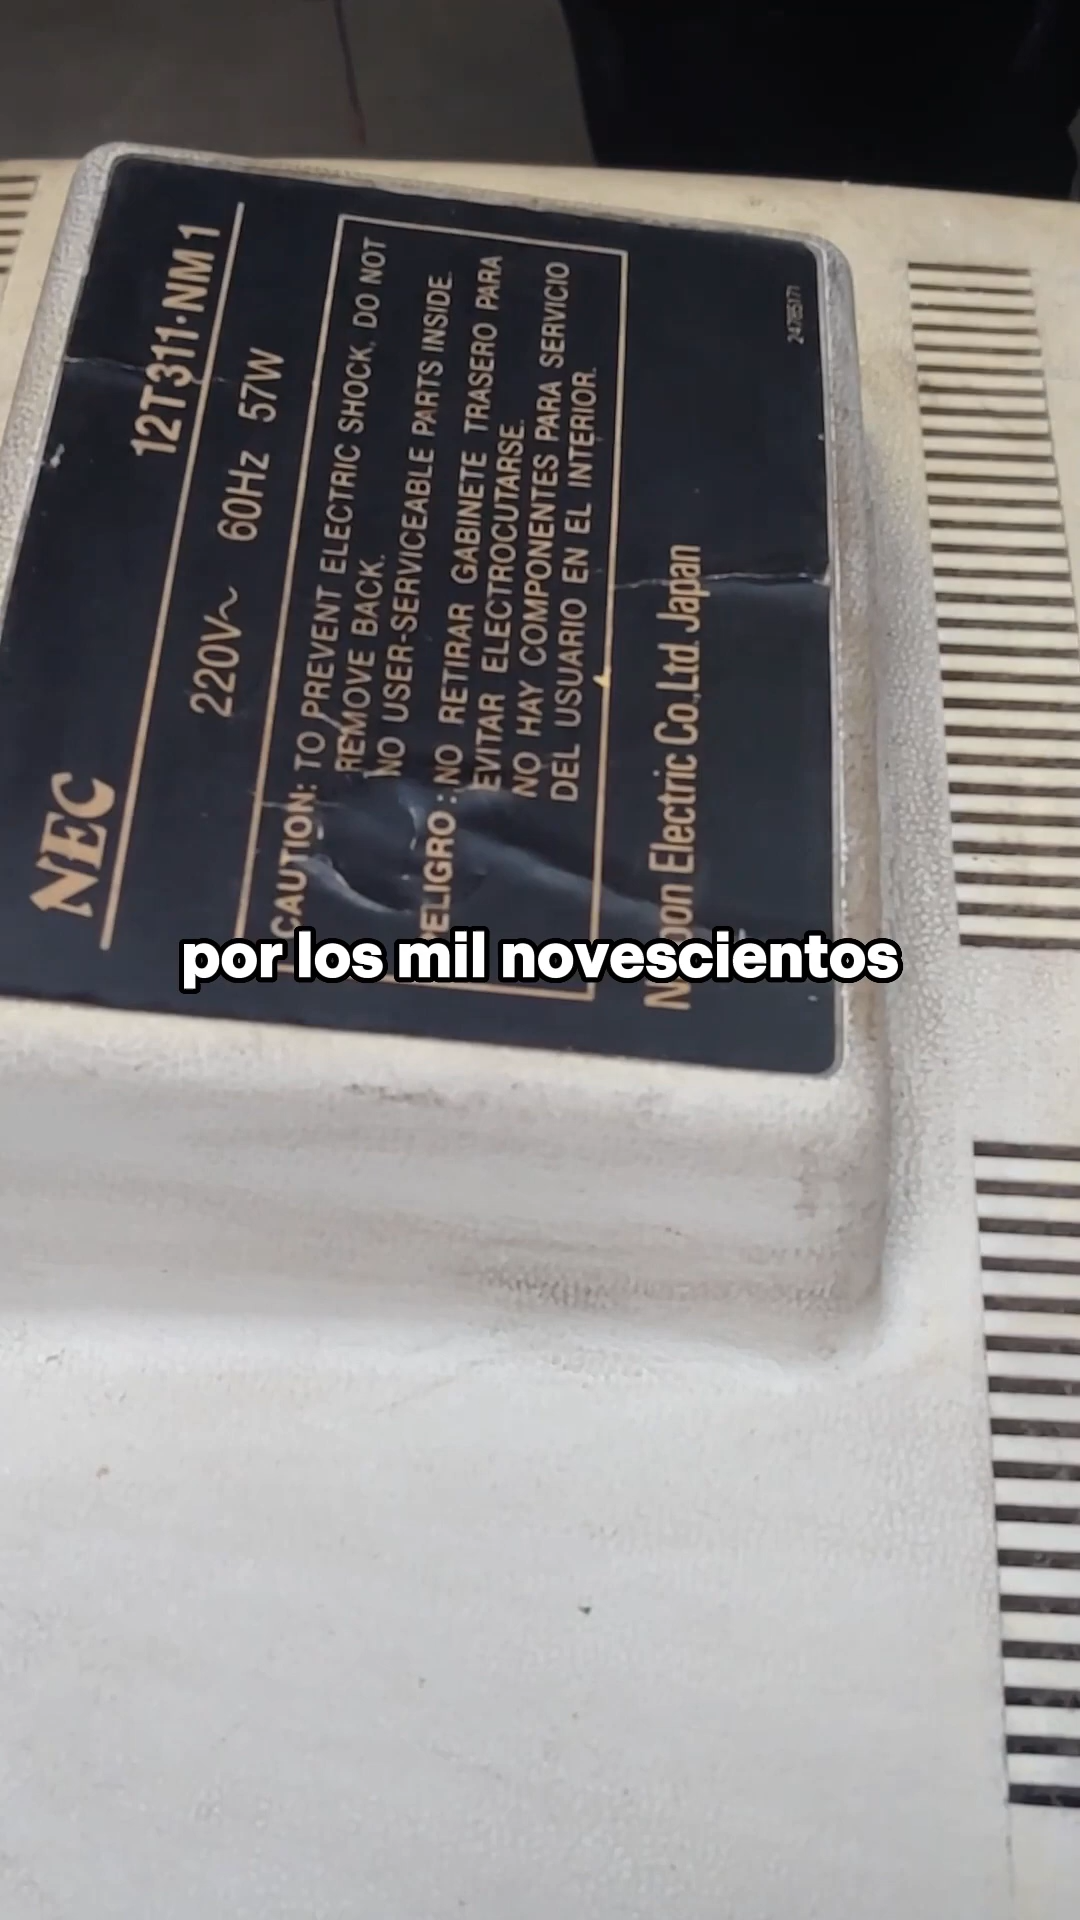 NEC
12T311·NM1
220V~ 60Hz 57W
CAUTION: TO PREVENT ELECTRIC SHOCK, DO NOT
REMOVE BACK.
NO USER-SERVICEABLE PARTS INSIDE.
PELIGRO: NO RETIRAR GABINETE TRASERO PARA
EVITAR ELECTROCUTARSE.
NO HAY COMPONENTES PARA SERVICIO
DEL USUARIO EN EL INTERIOR.
Nippon Electric Co.,Ltd. Japan
24785171
por los mil novescientos